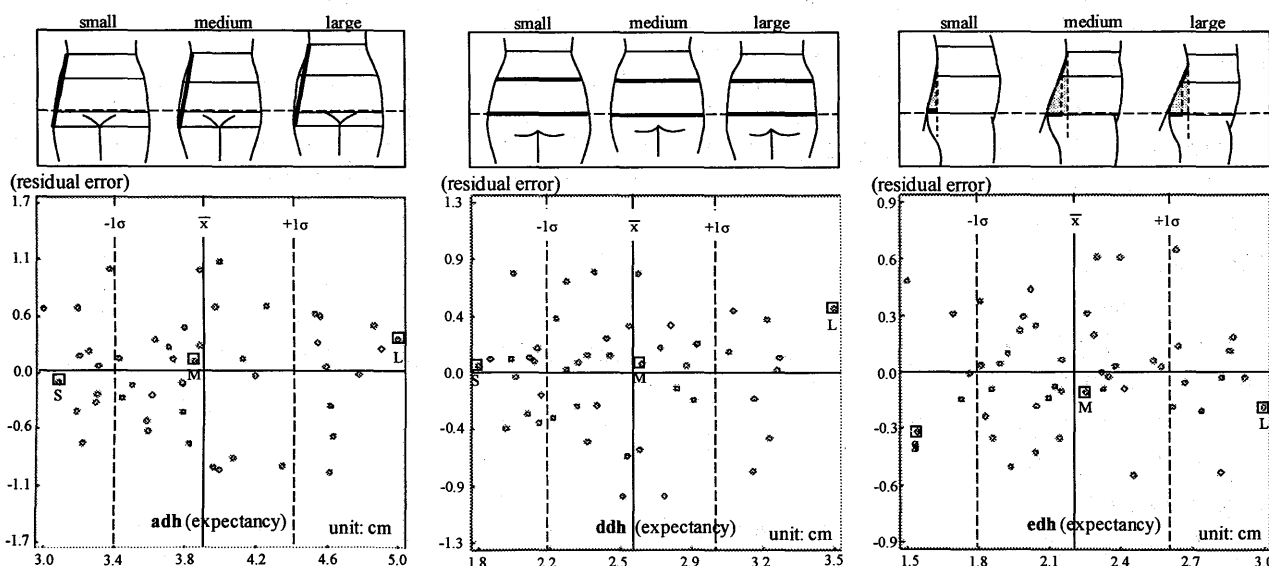 small medium large
small medium large
small medium large
(residual error)
1.7
1.1
0.6
0.0
-0.6
-1.1
-1.7
-1σ x̄ +1σ
S
M
L
adh (expectancy) unit: cm
3.0 3.4 3.8 4.2 4.6 5.0
(residual error)
1.3
0.9
0.4
0.0
-0.4
-0.9
-1.3
-1σ x̄ +1σ
S
M
L
ddh (expectancy) unit: cm
1.8 2.2 2.5 2.9 3.1 3.5
(residual error)
0.9
0.6
0.3
0.0
-0.3
-0.6
-0.9
-1σ x̄ +1σ
S
M
L
edh (expectancy) unit: cm
1.5 1.8 2.1 2.4 2.7 3.0